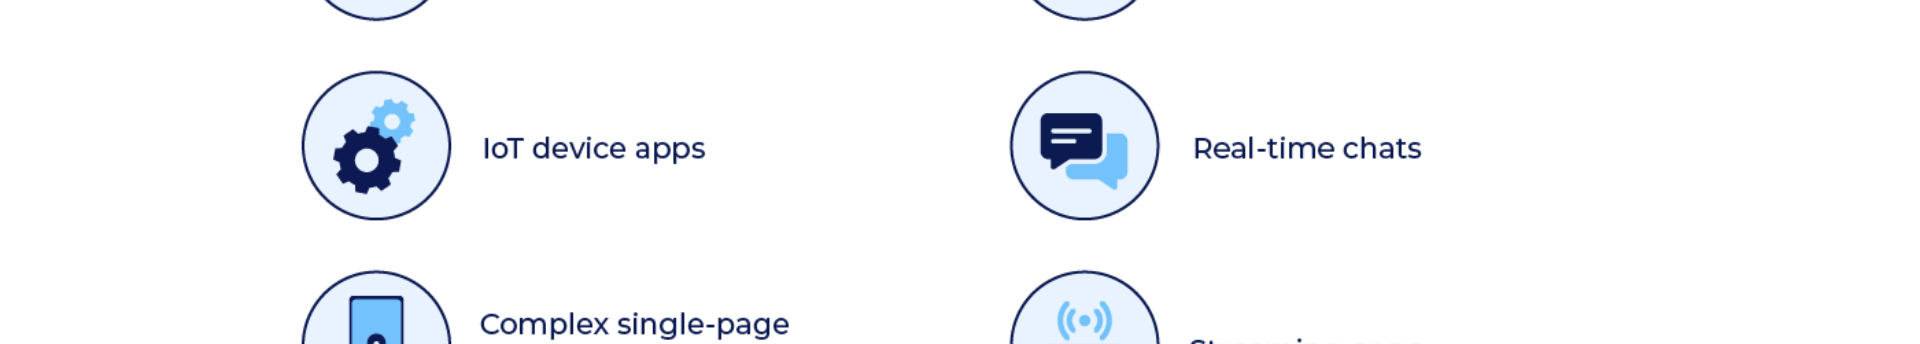 IoT device apps
Real-time chats
Complex single-page